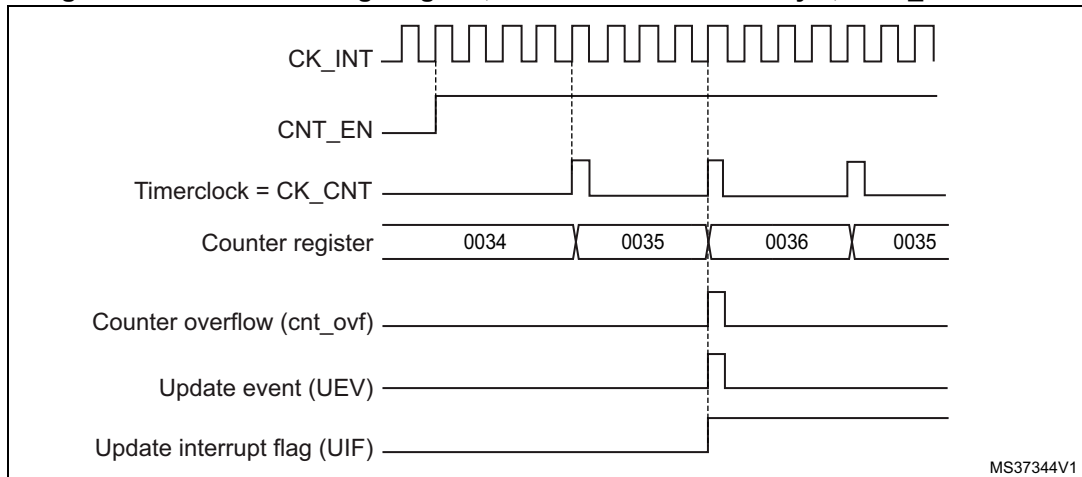 CK_INT
CNT_EN
Timerclock = CK_CNT
Counter register 0034 0035 0036 0035
Counter overflow (cnt_ovf)
Update event (UEV)
Update interrupt flag (UIF)
MS37344V1